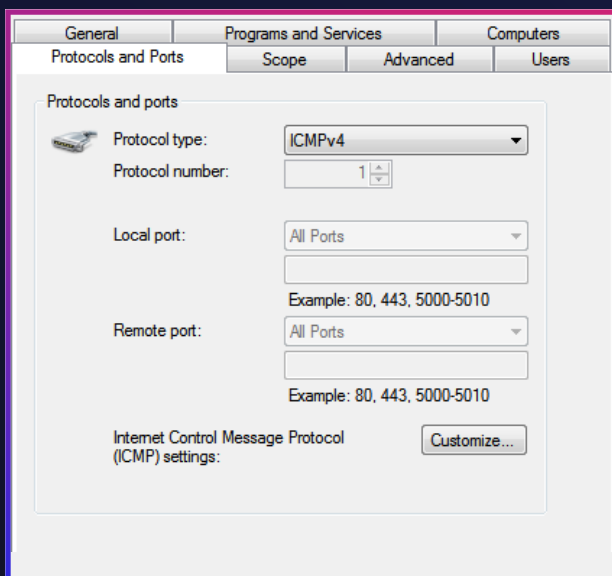 General
Programs and Services
Computers
Protocols and Ports
Scope
Advanced
Users
Protocols and ports
Protocol type:
ICMPv4
Protocol number:
1
Local port:
All Ports
Example: 80, 443, 5000-5010
Remote port:
All Ports
Example: 80, 443, 5000-5010
Internet Control Message Protocol
(ICMP) settings:
Customize...